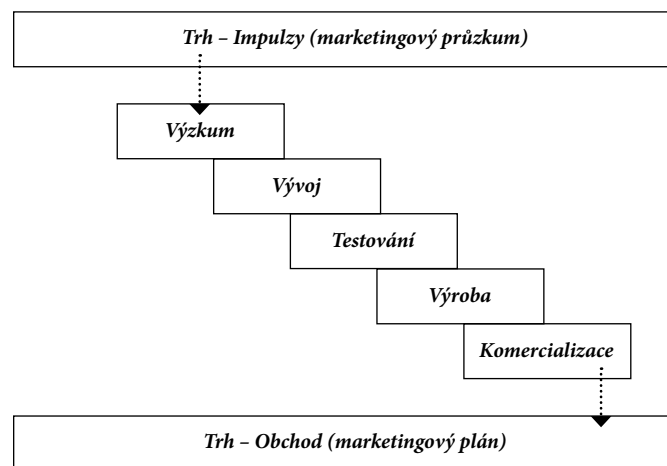 Trh – Impulzy (marketingový průzkum)
Výzkum
Vývoj
Testování
Výroba
Komercializace
Trh – Obchod (marketingový plán)